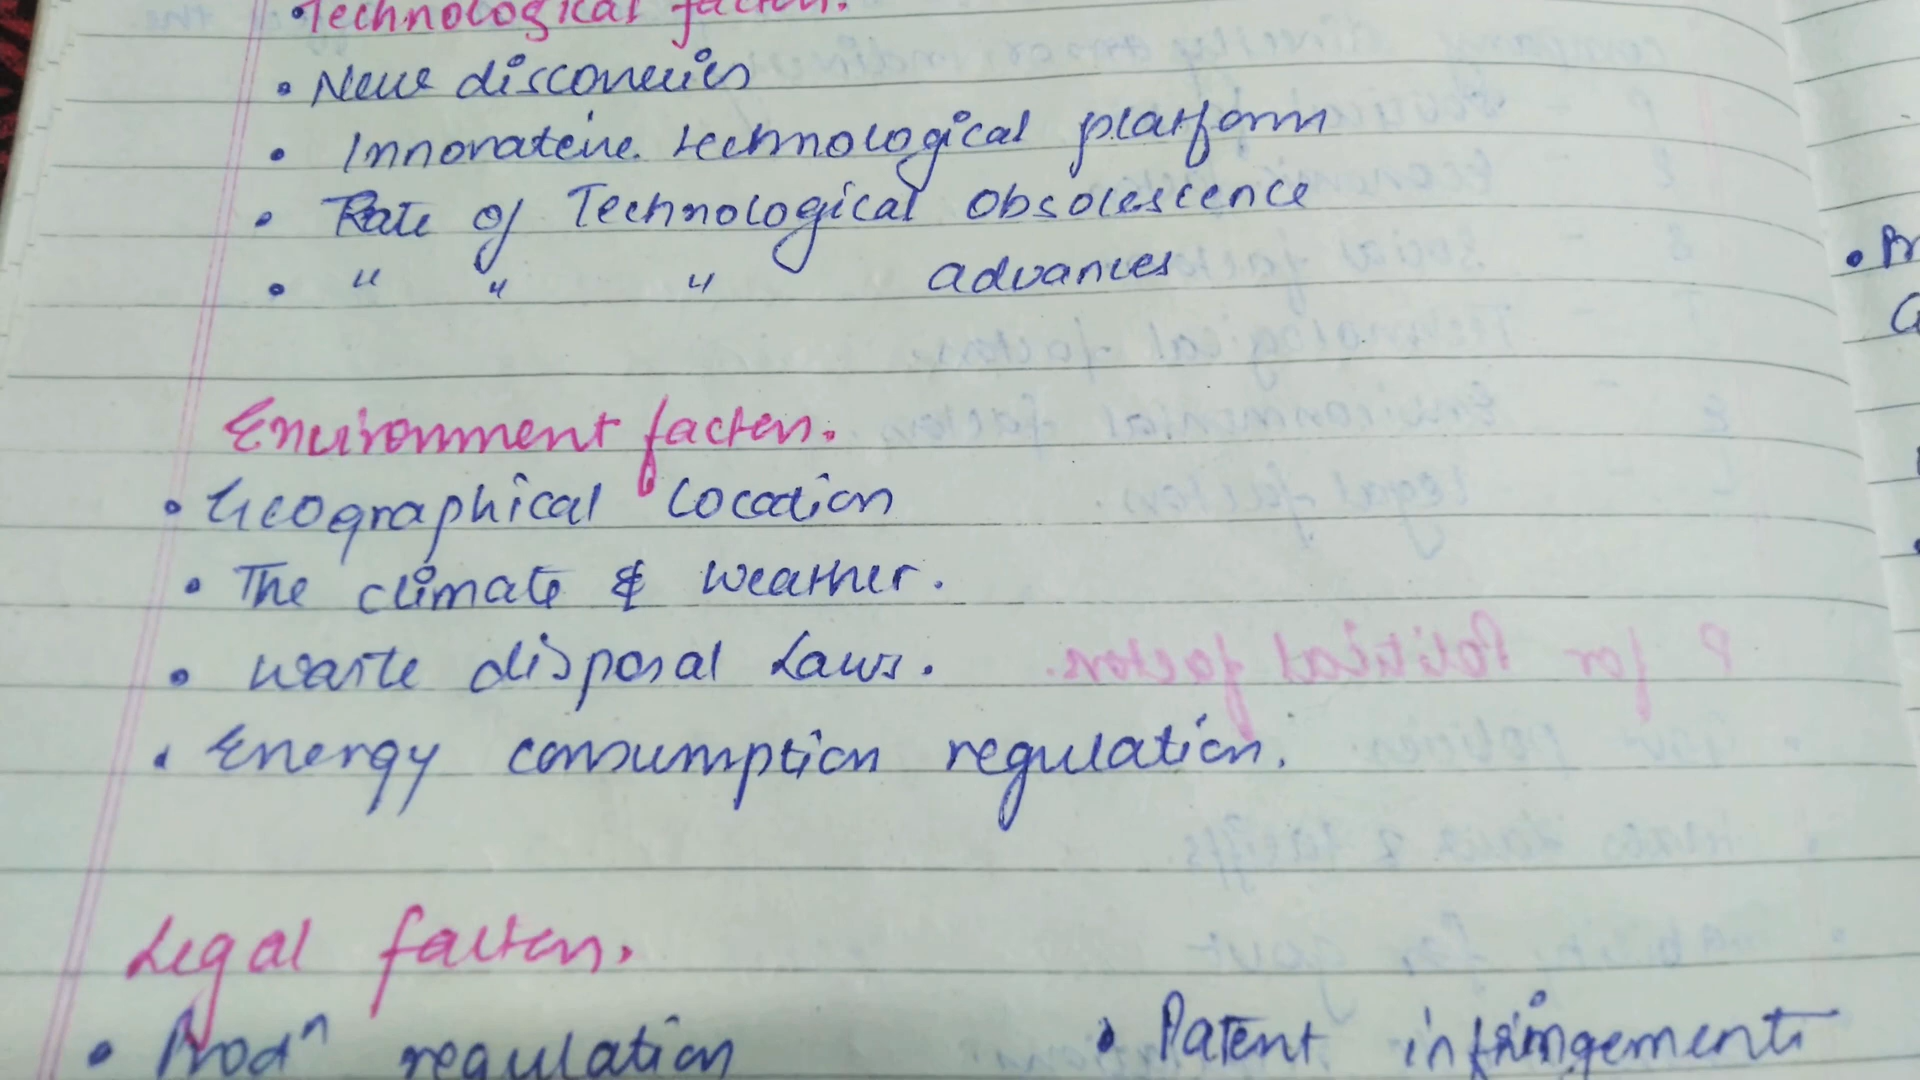 • Technological factors.
• New discoveries
• Innovative technological platform
• Rate of Technological obsolescence
• " " " advances
Environment factors.
• Geographical Location
• The climate & weather.
• waste disposal Laws.
• Energy consumption regulation.
Legal factors.
• Prodⁿ regulation • Patent infringements